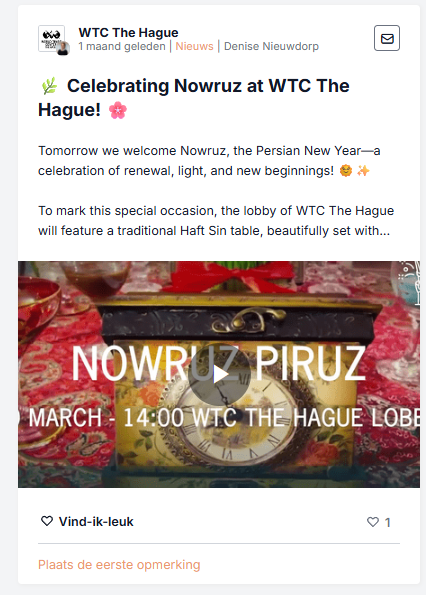 WTC The Hague
1 maand geleden | Nieuws | Denise Nieuwdorp
🌿 Celebrating Nowruz at WTC The
Hague! 🌸
Tomorrow we welcome Nowruz, the Persian New Year—a
celebration of renewal, light, and new beginnings! 🌞 ✨
To mark this special occasion, the lobby of WTC The Hague
will feature a traditional Haft Sin table, beautifully set with...
NOWRUZ PIRUZ
MARCH - 14:00 WTC THE HAGUE LOBB
Vind-ik-leuk
1
Plaats de eerste opmerking